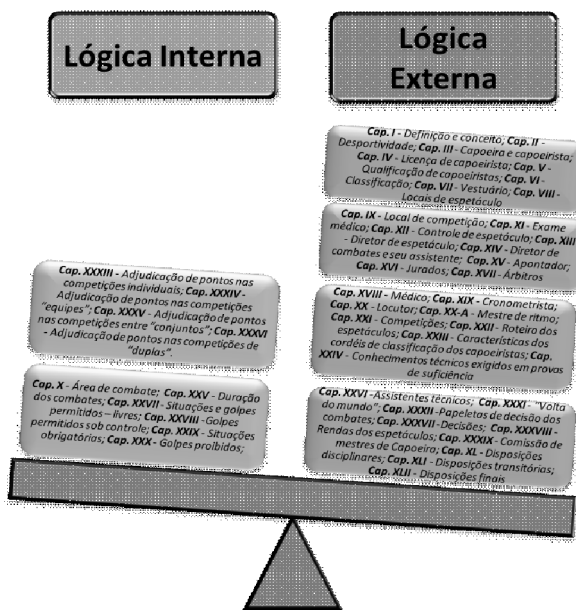 Lógica Interna
Lógica
Externa
Cap. I - Definição e conceito; Cap. II -
Desportividade; Cap. III - Capoeira e capoeirista;
Cap. IV - Licença de capoeirista; Cap. V -
Qualificação de capoeiristas; Cap. VI -
Classificação; Cap. VII - Vestuário; Cap. VIII -
Locais de espetáculo
Cap. IX - Local de competição; Cap. XI - Exame
médico; Cap. XII - Controle de espetáculo; Cap. XIII
- Diretor de espetáculo; Cap. XIV - Diretor de
combates e seu assistente; Cap. XV - Apontador;
Cap. XVI - Jurados; Cap. XVII - Árbitros
Cap. XVIII - Médico; Cap. XIX - Cronometrista;
Cap. XX - Locutor; Cap. XX-A - Mestre de ritmo;
Cap. XXI - Competições; Cap. XXII - Roteiro dos
espetáculos; Cap. XXIII - Características dos
cordéis de classificação dos capoeiristas; Cap.
XXIV - Conhecimentos técnicos exigidos em provas
de suficiência
Cap. XXVI -Assistentes técnicos; Cap. XXXI - "Volta
do mundo"; Cap. XXXII -Papeletas de decisão dos
combates; Cap. XXXVII -Decisões; Cap. XXXVIII -
Rendas dos espetáculos; Cap. XXXIX - Comissão de
mestres de Capoeira; Cap. XL - Disposições
disciplinares; Cap. XLI - Disposições transitórias;
Cap. XLII - Disposições finais
Cap. XXXIII - Adjudicação de pontos nas
competições individuais; Cap. XXXIV -
Adjudicação de pontos nas competições
"equipes"; Cap. XXXV - Adjudicação de pontos
nas competições entre "conjuntos"; Cap. XXXVI
- Adjudicação de pontos nas competições de
"duplas".
Cap. X - Área de combate; Cap. XXV - Duração
dos combates; Cap. XXVII - Situações e golpes
permitidos – livres; Cap. XXVIII -Golpes
permitidos sob controle; Cap. XXIX - Situações
obrigatórias; Cap. XXX - Golpes proibidos;